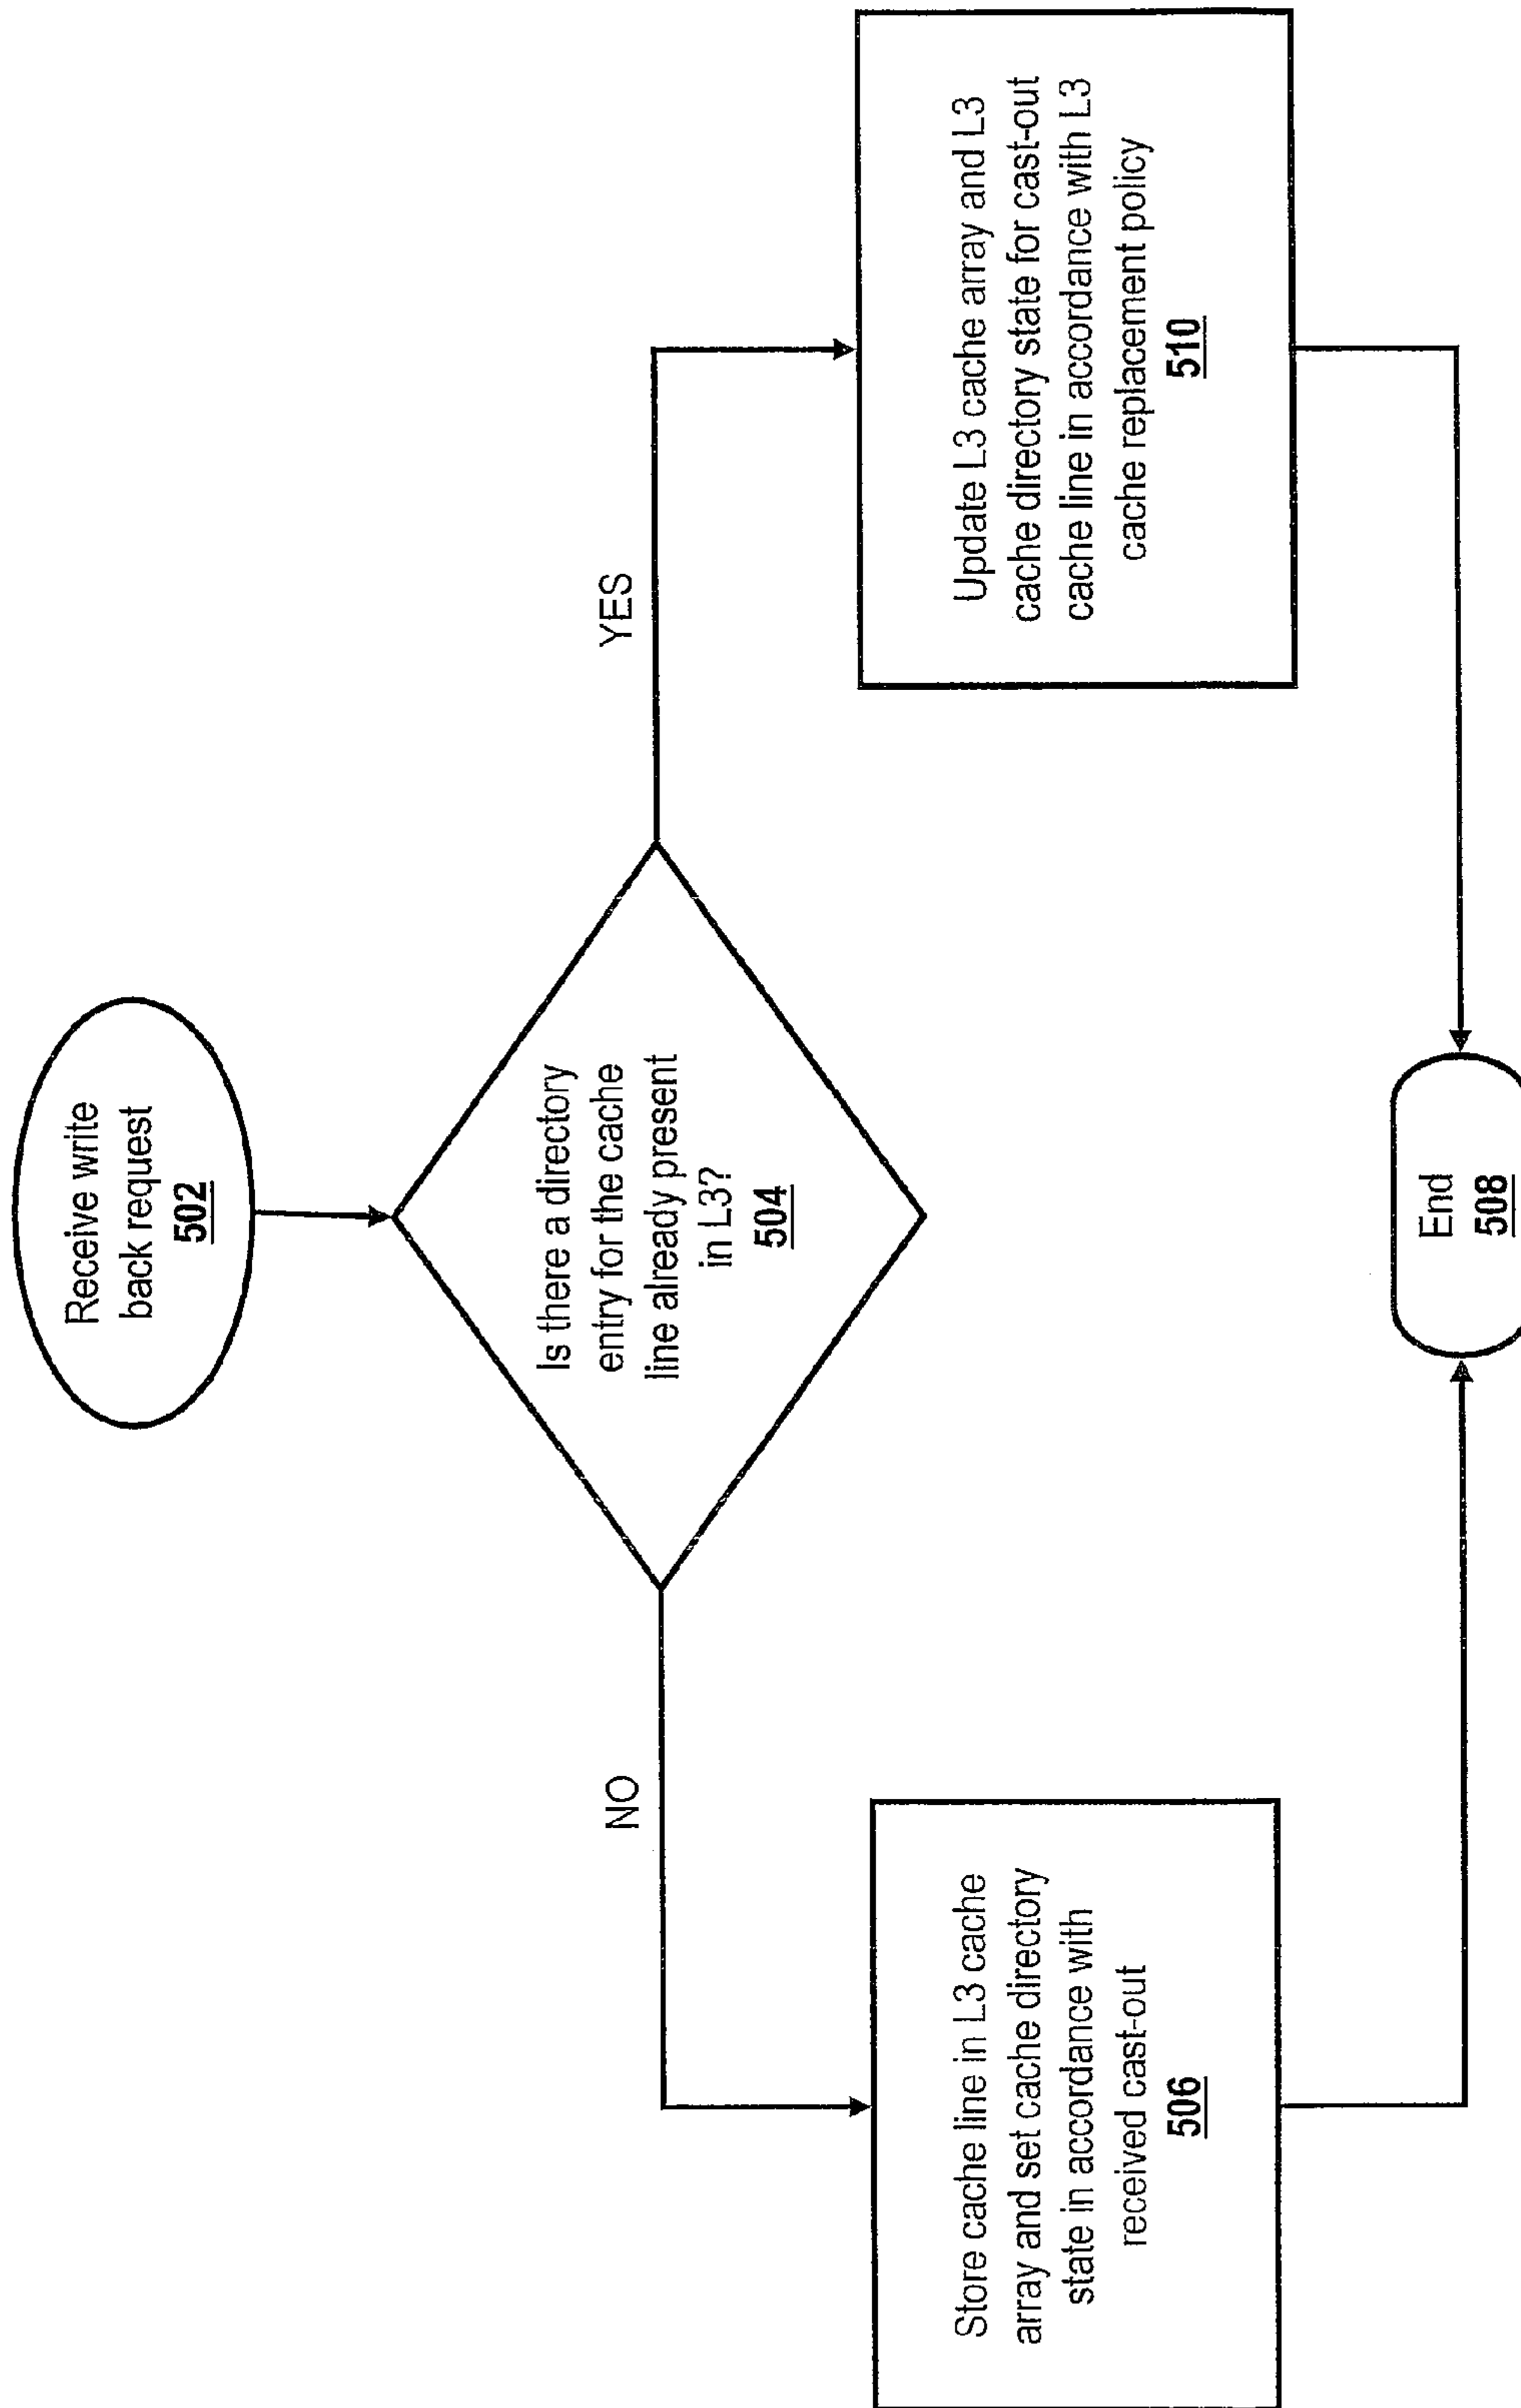 Receive write
back request
502
Is there a directory
entry for the cache
line already present
in L3?
504
NO
YES
Store cache line in L3 cache
array and set cache directory
state in accordance with
received cast-out
506
Update L3 cache array and L3
cache directory state for cast-out
cache line in accordance with L3
cache replacement policy
510
End
508